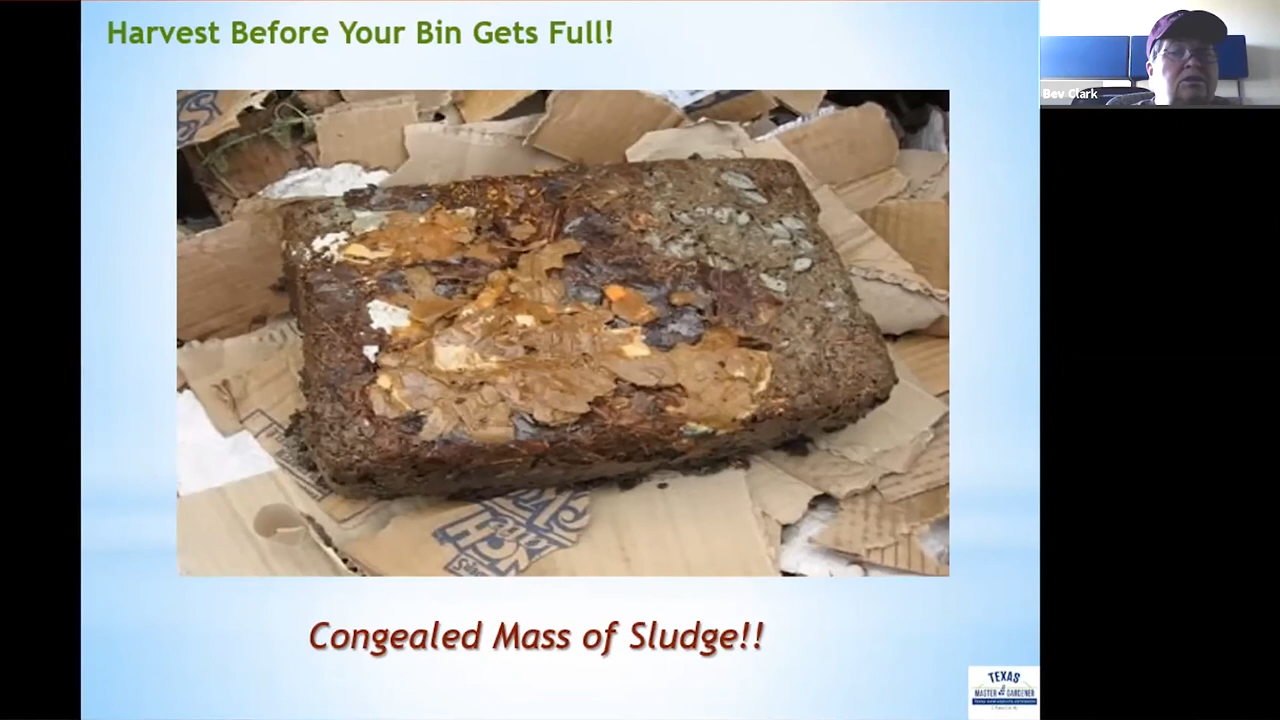 Harvest Before Your Bin Gets Full!
Bev Clark
Congealed Mass of Sludge!!
TEXAS
MASTER GARDENER